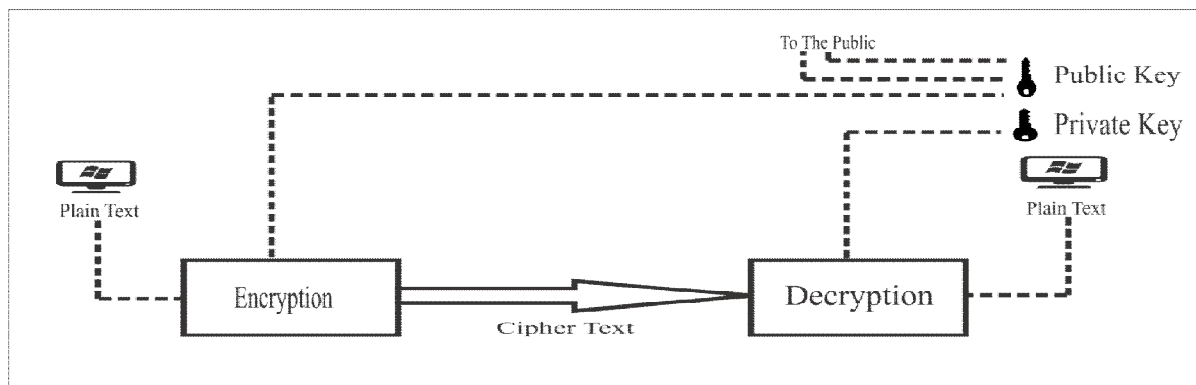 To The Public
Public Key
Private Key
Plain Text
Plain Text
Encryption
Decryption
Cipher Text